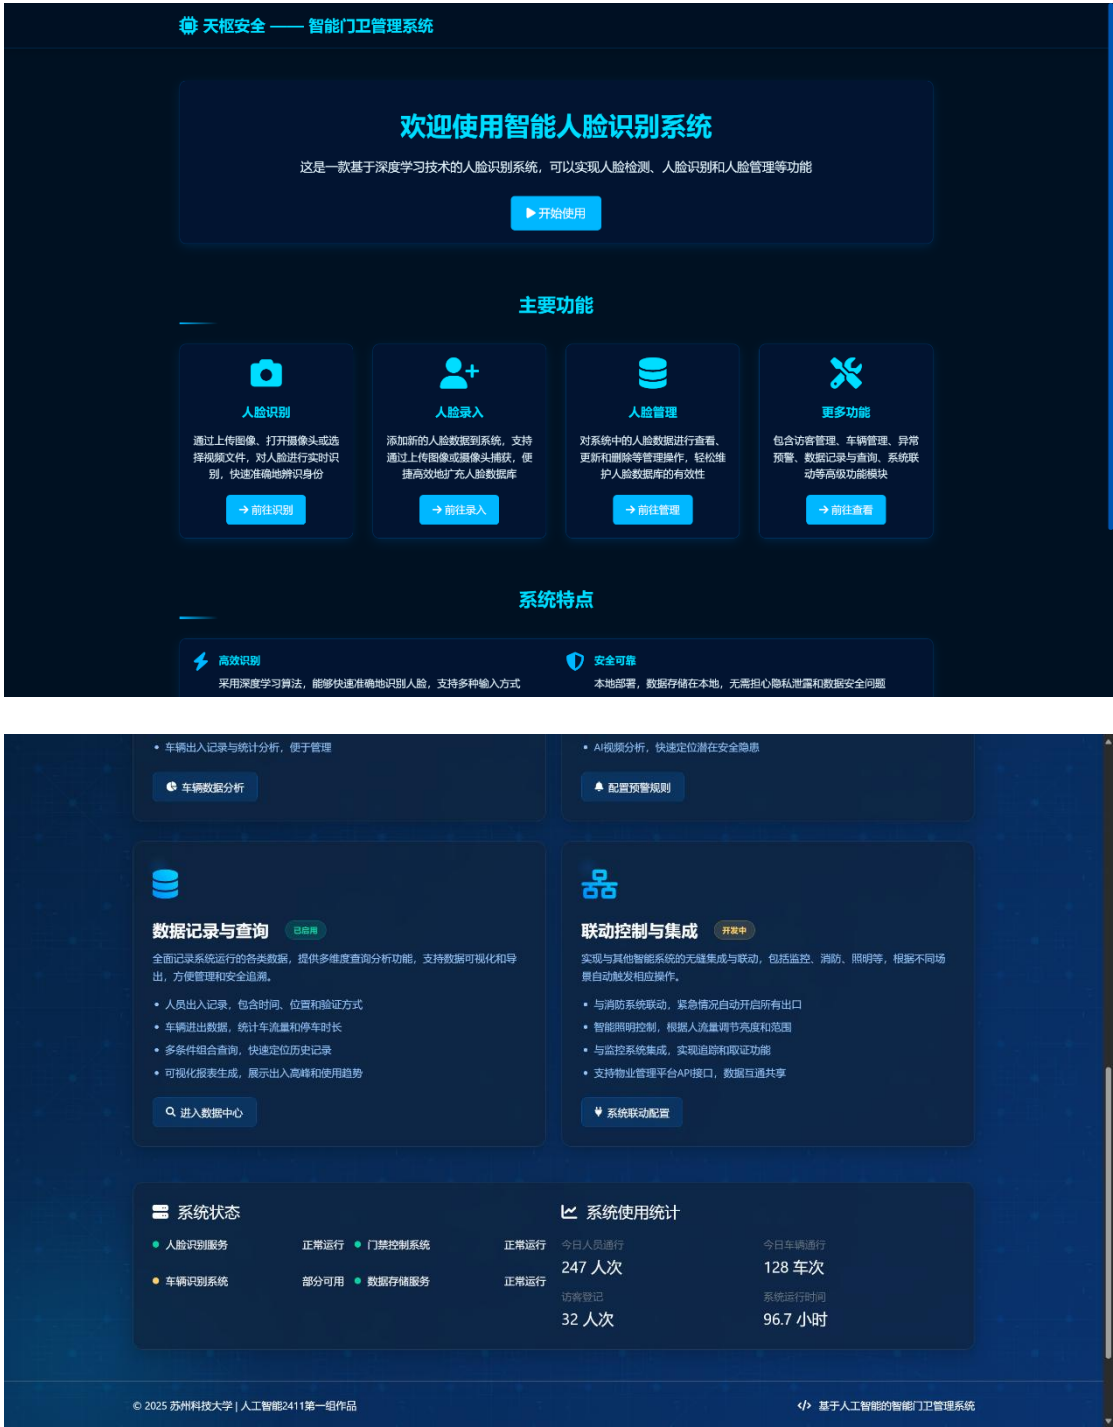 天枢安全 —— 智能门卫管理系统
欢迎使用智能人脸识别系统
这是一款基于深度学习技术的人脸识别系统，可以实现人脸检测、人脸识别和人脸管理等功能
开始使用
主要功能
人脸识别
通过上传图像、打开摄像头或选
择视频文件，对人脸进行实时识
别，快速准确地辨识身份
前往识别
人脸录入
添加新的人脸数据到系统，支持
通过上传图像或摄像头捕获，便
捷高效地扩充人脸数据库
前往录入
人脸管理
对系统中的人脸数据进行查看、
更新和删除等管理操作，轻松维
护人脸数据库的有效性
前往管理
更多功能
包含访客管理、车辆管理、异常
预警、数据记录与查询、系统联
动等高级功能模块
前往查看
系统特点
高效识别
采用深度学习算法，能够快速准确地识别人脸，支持多种输入方式
安全可靠
本地部署，数据存储在本地，无需担心隐私泄露和数据安全问题
• 车辆出入记录与统计分析，便于管理
车辆数据分析
• AI视频分析，快速定位潜在安全隐患
配置预警规则
数据记录与查询 已启用
全面记录系统运行的各类数据，提供多维度查询分析功能，支持数据可视化和导
出，方便管理和安全追溯。
• 人员出入记录，包含时间、位置和验证方式
• 车辆进出数据，统计车流量和停车时长
• 多条件组合查询，快速定位历史记录
• 可视化报表生成，展示出入高峰和使用趋势
进入数据中心
联动控制与集成 开发中
实现与其他智能系统的无缝集成与联动，包括监控、消防、照明等，根据不同场
景自动触发相应操作。
• 与消防系统联动，紧急情况自动开启所有出口
• 智能照明控制，根据人流量调节亮度和范围
• 与监控系统集成，实现追踪和取证功能
• 支持物业管理平台API接口，数据互通共享
系统联动配置
系统状态
人脸识别服务 正常运行 门禁控制系统 正常运行
车辆识别系统 部分可用 数据存储服务 正常运行
系统使用统计
今日人员通行
247 人次
今日车辆通行
128 车次
访客登记
32 人次
系统运行时间
96.7 小时
© 2025 苏州科技大学 | 人工智能2411第一组作品
</> 基于人工智能的智能门卫管理系统